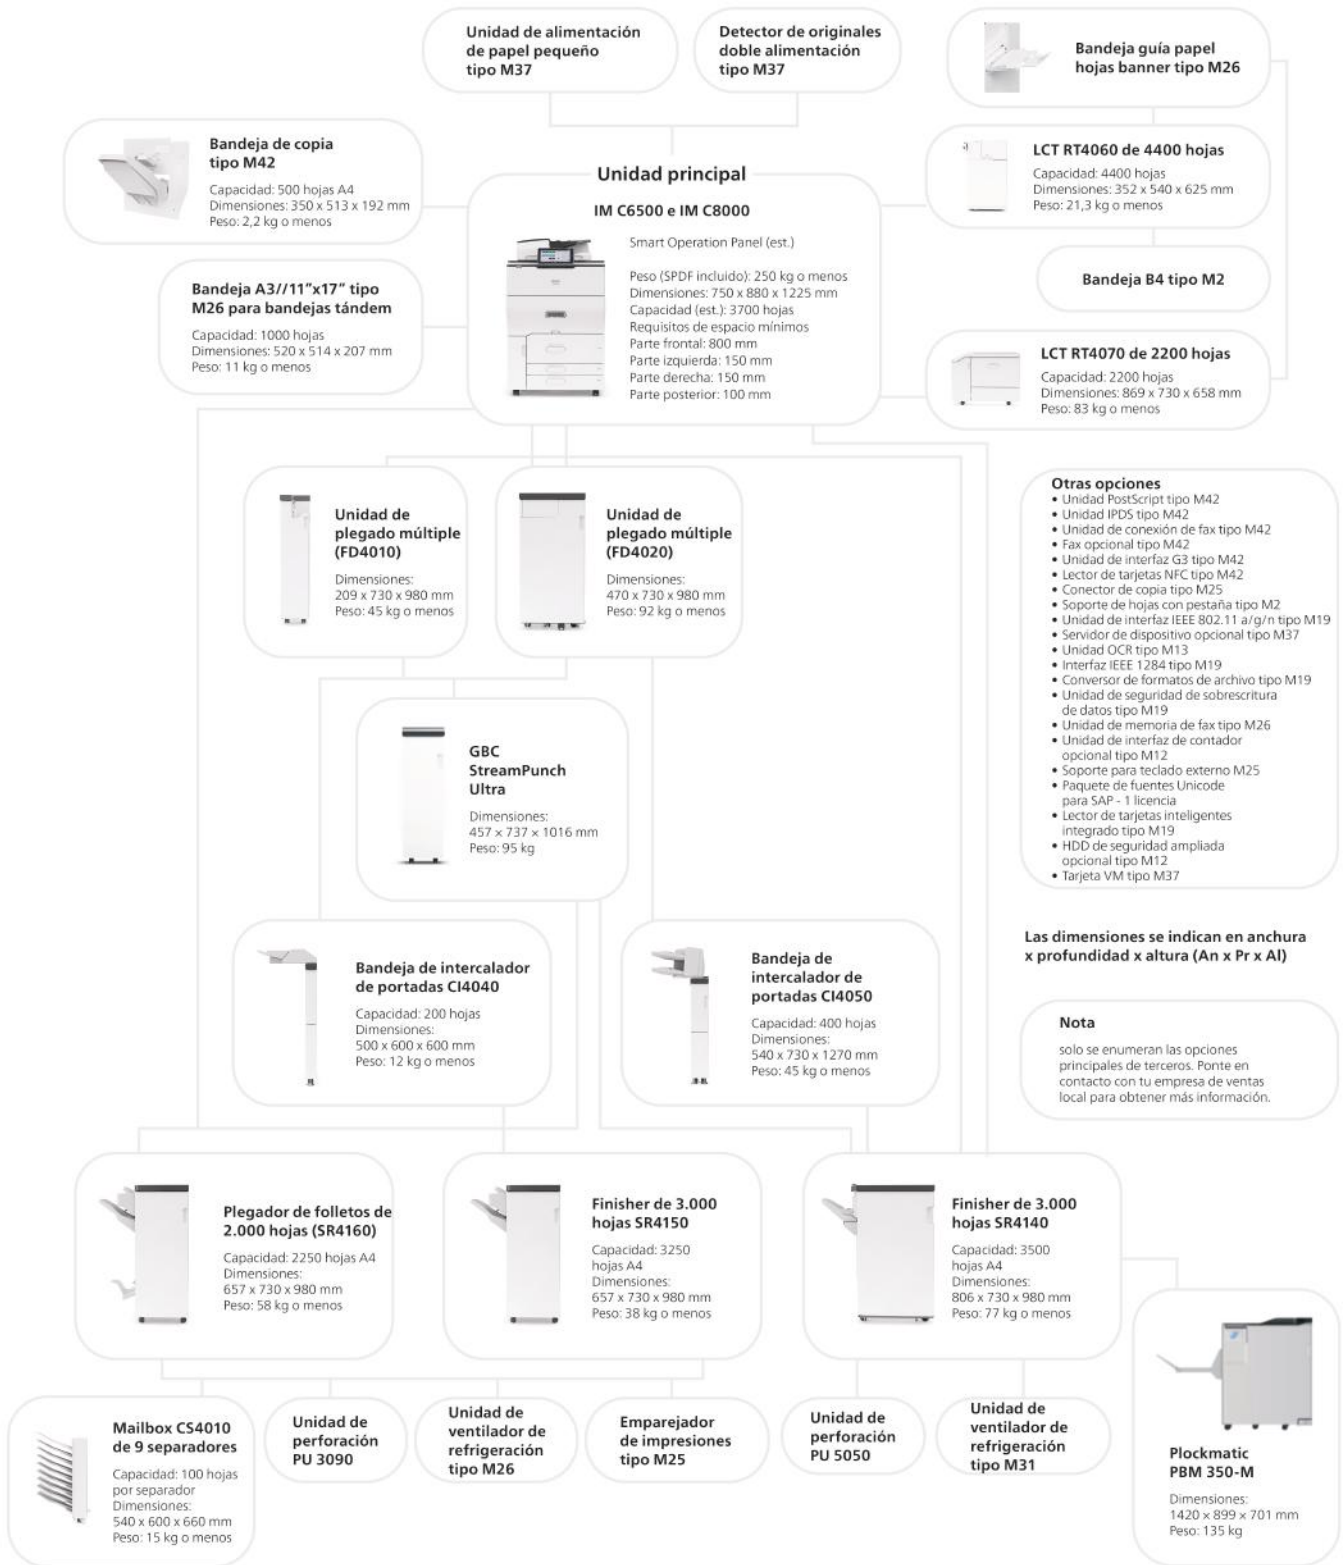 Unidad de alimentación
de papel pequeño
tipo M37
Detector de originales
doble alimentación
tipo M37
Bandeja guía papel
hojas banner tipo M26
Bandeja de copia
tipo M42
Capacidad: 500 hojas A4
Dimensiones: 350 x 513 x 192 mm
Peso: 2,2 kg o menos
LCT RT4060 de 4400 hojas
Capacidad: 4400 hojas
Dimensiones: 352 x 540 x 625 mm
Peso: 21,3 kg o menos
Unidad principal
IM C6500 e IM C8000
Smart Operation Panel (est.)
Peso (SPDF incluido): 250 kg o menos
Dimensiones: 750 x 880 x 1225 mm
Capacidad (est.): 3700 hojas
Requisitos de espacio mínimos
Parte frontal: 800 mm
Parte izquierda: 150 mm
Parte derecha: 150 mm
Parte posterior: 100 mm
Bandeja A3//11"x17" tipo
M26 para bandejas tándem
Capacidad: 1000 hojas
Dimensiones: 520 x 514 x 207 mm
Peso: 11 kg o menos
Bandeja B4 tipo M2
LCT RT4070 de 2200 hojas
Capacidad: 2200 hojas
Dimensiones: 869 x 730 x 658 mm
Peso: 83 kg o menos
Unidad de
plegado múltiple
(FD4010)
Dimensiones:
209 x 730 x 980 mm
Peso: 45 kg o menos
Unidad de
plegado múltiple
(FD4020)
Dimensiones:
470 x 730 x 980 mm
Peso: 92 kg o menos
Otras opciones
• Unidad PostScript tipo M42
• Unidad IPDS tipo M42
• Unidad de conexión de fax tipo M42
• Fax opcional tipo M42
• Unidad de interfaz G3 tipo M42
• Lector de tarjetas NFC tipo M42
• Conector de copia tipo M25
• Soporte de hojas con pestaña tipo M2
• Unidad de interfaz IEEE 802.11 a/g/n tipo M19
• Servidor de dispositivo opcional tipo M37
• Unidad OCR tipo M13
• Interfaz IEEE 1284 tipo M19
• Conversor de formatos de archivo tipo M19
• Unidad de seguridad de sobrescritura
de datos tipo M19
• Unidad de memoria de fax tipo M26
• Unidad de interfaz de contador
opcional tipo M12
• Soporte para teclado externo M25
• Paquete de fuentes Unicode
para SAP - 1 licencia
• Lector de tarjetas inteligentes
integrado tipo M19
• HDD de seguridad ampliada
opcional tipo M12
• Tarjeta VM tipo M37
GBC
StreamPunch
Ultra
Dimensiones:
457 x 737 x 1016 mm
Peso: 95 kg
Las dimensiones se indican en anchura
x profundidad x altura (An x Pr x Al)
Bandeja de intercalador
de portadas CI4040
Capacidad: 200 hojas
Dimensiones:
500 x 600 x 600 mm
Peso: 12 kg o menos
Bandeja de
intercalador de
portadas CI4050
Capacidad: 400 hojas
Dimensiones:
540 x 730 x 1270 mm
Peso: 45 kg o menos
Nota
solo se enumeran las opciones
principales de terceros. Ponte en
contacto con tu empresa de ventas
local para obtener más información.
Plegador de folletos de
2.000 hojas (SR4160)
Capacidad: 2250 hojas A4
Dimensiones:
657 x 730 x 980 mm
Peso: 58 kg o menos
Finisher de 3.000
hojas SR4150
Capacidad: 3250
hojas A4
Dimensiones:
657 x 730 x 980 mm
Peso: 38 kg o menos
Finisher de 3.000
hojas SR4140
Capacidad: 3500
hojas A4
Dimensiones:
806 x 730 x 980 mm
Peso: 77 kg o menos
Mailbox CS4010
de 9 separadores
Capacidad: 100 hojas
por separador
Dimensiones:
540 x 600 x 660 mm
Peso: 15 kg o menos
Unidad de
perforación
PU 3090
Unidad de
ventilador de
refrigeración
tipo M26
Emparejador
de impresiones
tipo M25
Unidad de
perforación
PU 5050
Unidad de
ventilador de
refrigeración
tipo M31
Plockmatic
PBM 350-M
Dimensiones:
1420 x 899 x 701 mm
Peso: 135 kg